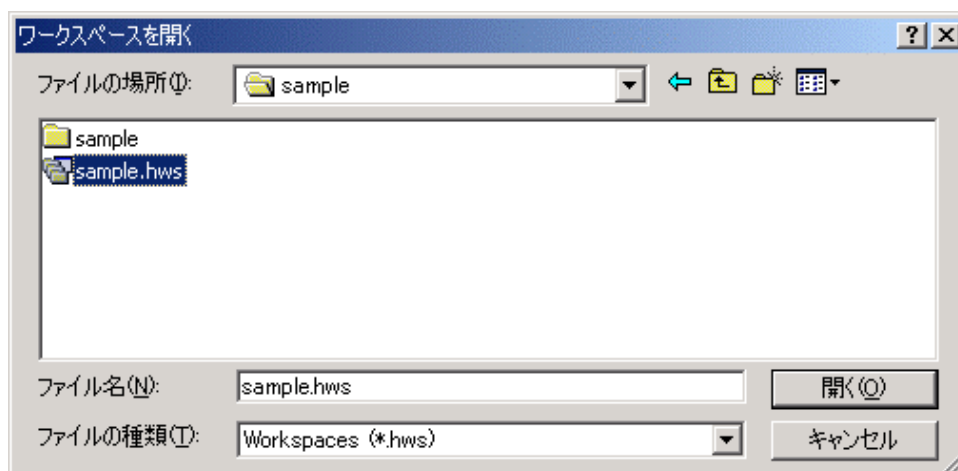 ワークスペースを開く
ファイルの場所(I): sample
sample
sample.hws
ファイル名(N): sample.hws 開く(O)
ファイルの種類(T): Workspaces (*.hws) キャンセル